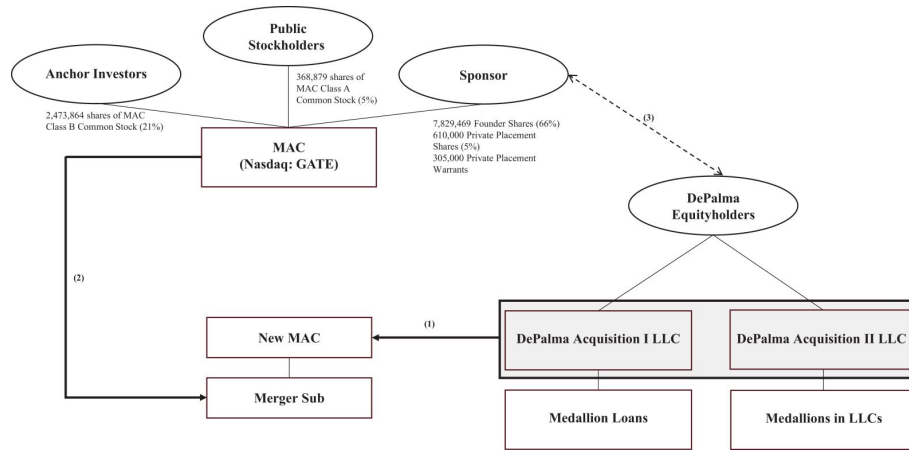 Public
Stockholders
Anchor Investors
368,879 shares of
MAC Class A
Common Stock (5%)
Sponsor
2,473,864 shares of MAC
Class B Common Stock (21%)
7,829,469 Founder Shares (66%)
610,000 Private Placement
Shares (5%)
305,000 Private Placement
Warrants
(3)
MAC
(Nasdaq: GATE)
DePalma
Equityholders
(2)
(1)
New MAC
DePalma Acquisition I LLC
DePalma Acquisition II LLC
Merger Sub
Medallion Loans
Medallions in LLCs